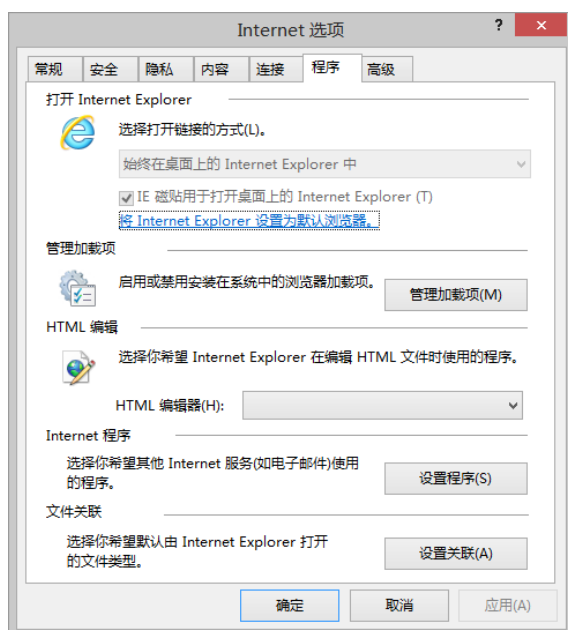 Internet 选项
? ×
常规 安全 隐私 内容 连接 程序 高级
打开 Internet Explorer
选择打开链接的方式(L)。
始终在桌面上的 Internet Explorer 中
IE 磁贴用于打开桌面上的 Internet Explorer (T)
将 Internet Explorer 设置为默认浏览器。
管理加载项
启用或禁用安装在系统中的浏览器加载项。
管理加载项(M)
HTML 编辑
选择你希望 Internet Explorer 在编辑 HTML 文件时使用的程序。
HTML 编辑器(H):
Internet 程序
选择你希望其他 Internet 服务(如电子邮件)使用
的程序。
设置程序(S)
文件关联
选择你希望默认由 Internet Explorer 打开
的文件类型。
设置关联(A)
确定 取消 应用(A)